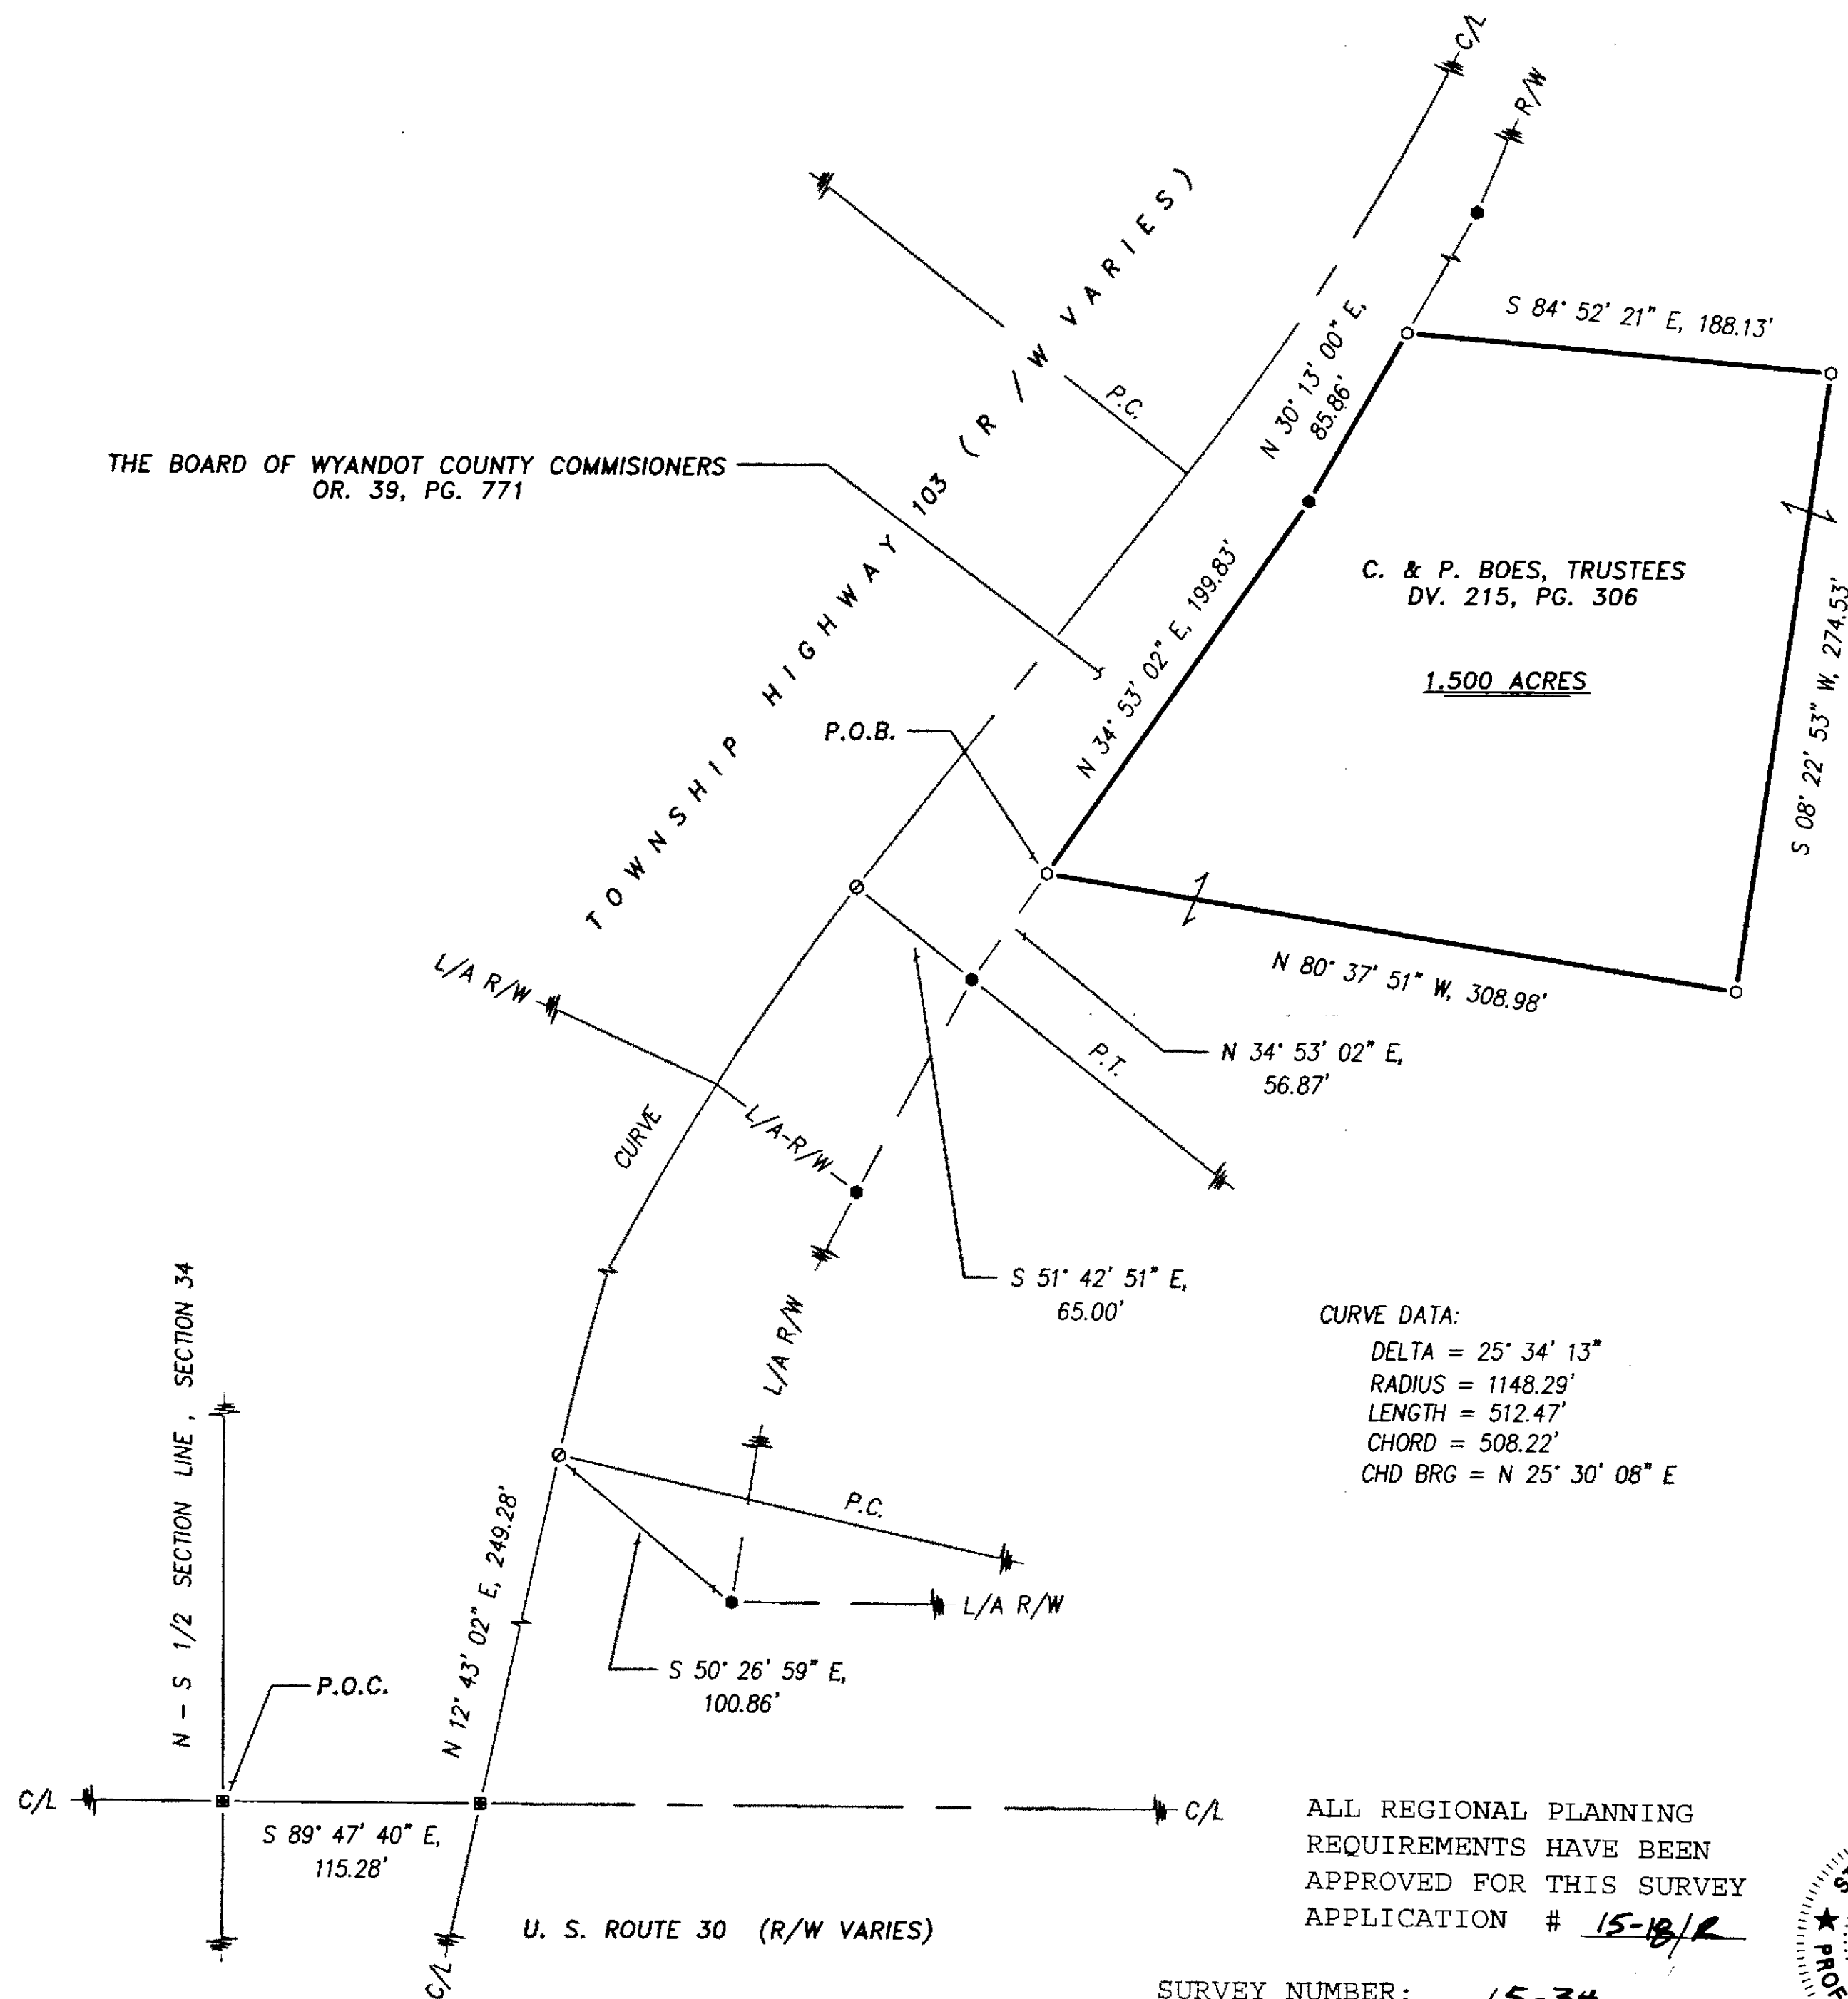 C/L
R/W
S 84° 52' 21" E, 188.13'
N 30° 13' 00" E,
85.86'
P.C.
TOWNSHIP HIGHWAY 103 (R/W VARIES)
THE BOARD OF WYANDOT COUNTY COMMISIONERS
OR. 39, PG. 771
N 34° 53' 02" E, 199.83'
C. & P. BOES, TRUSTEES
DV. 215, PG. 306
1.500 ACRES
S 08° 22' 53" W, 274.53'
P.O.B.
N 80° 37' 51" W, 308.98'
L/A R/W
N 34° 53' 02" E,
56.87'
P.T.
L/A-R/W
CURVE
S 51° 42' 51" E,
65.00'
L/A R/W
CURVE DATA:
DELTA = 25° 34' 13"
RADIUS = 1148.29'
LENGTH = 512.47'
CHORD = 508.22'
CHD BRG = N 25° 30' 08" E
N - S 1/2 SECTION LINE, SECTION 34
P.C.
N 12° 43' 02" E, 249.28'
L/A R/W
S 50° 26' 59" E,
100.86'
P.O.C.
C/L
C/L
S 89° 47' 40" E,
115.28'
U. S. ROUTE 30 (R/W VARIES)
C/L
ALL REGIONAL PLANNING
REQUIREMENTS HAVE BEEN
APPROVED FOR THIS SURVEY
APPLICATION # 15-18/R
SURVEY NUMBER: 15-34